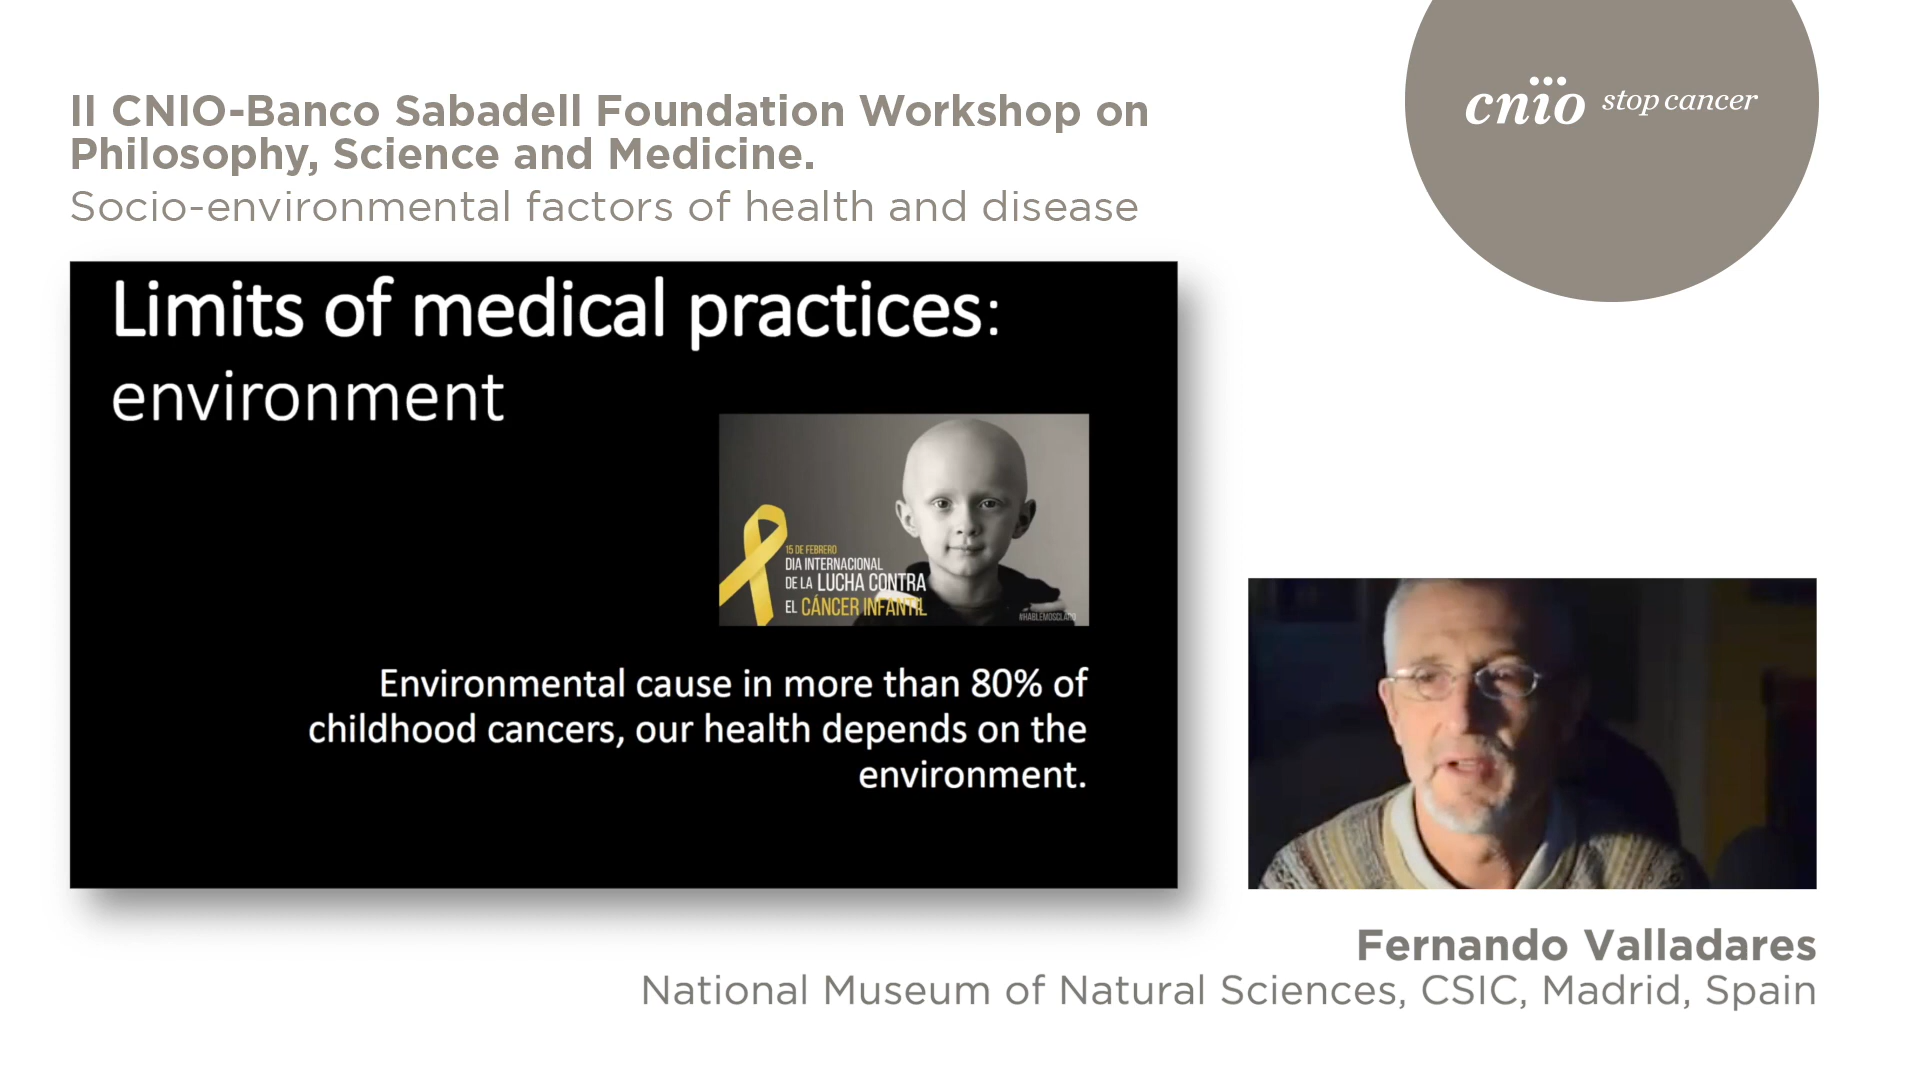 II CNIO-Banco Sabadell Foundation Workshop on
Philosophy, Science and Medicine.
Socio-environmental factors of health and disease
cnio stop cancer
Limits of medical practices:
environment
15 DE FEBRERO
DIA INTERNACIONAL
DE LA LUCHA CONTRA
EL CÁNCER INFANTIL
#HABLEMOSCLARO
Environmental cause in more than 80% of
childhood cancers, our health depends on the
environment.
Fernando Valladares
National Museum of Natural Sciences, CSIC, Madrid, Spain